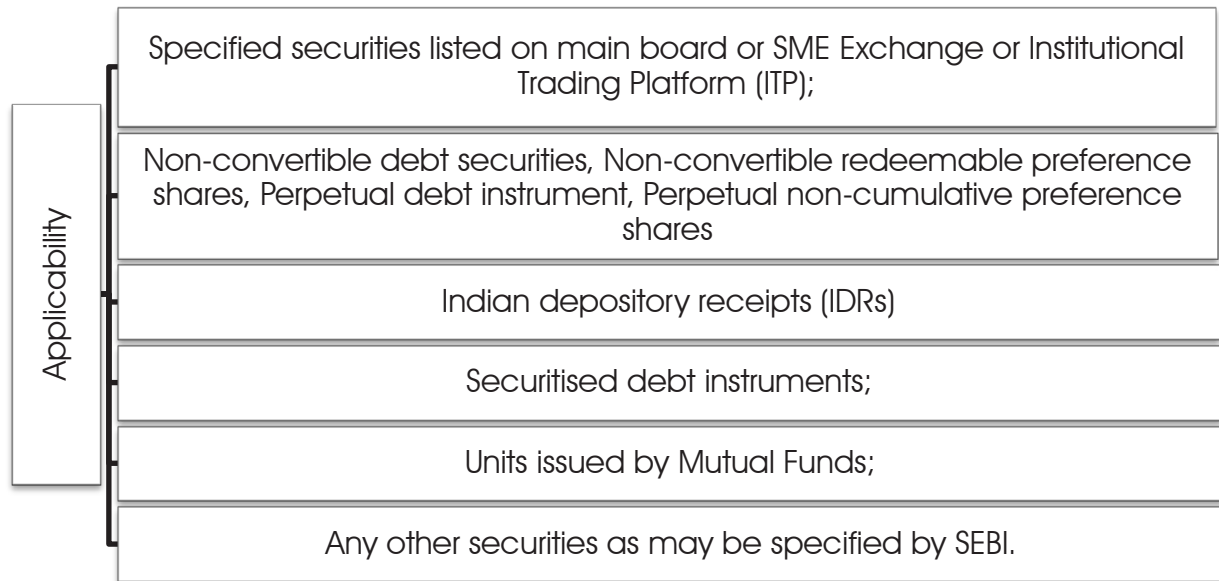 Applicability
Specified securities listed on main board or SME Exchange or Institutional
Trading Platform (ITP);
Non-convertible debt securities, Non-convertible redeemable preference
shares, Perpetual debt instrument, Perpetual non-cumulative preference
shares
Indian depository receipts (IDRs)
Securitised debt instruments;
Units issued by Mutual Funds;
Any other securities as may be specified by SEBI.